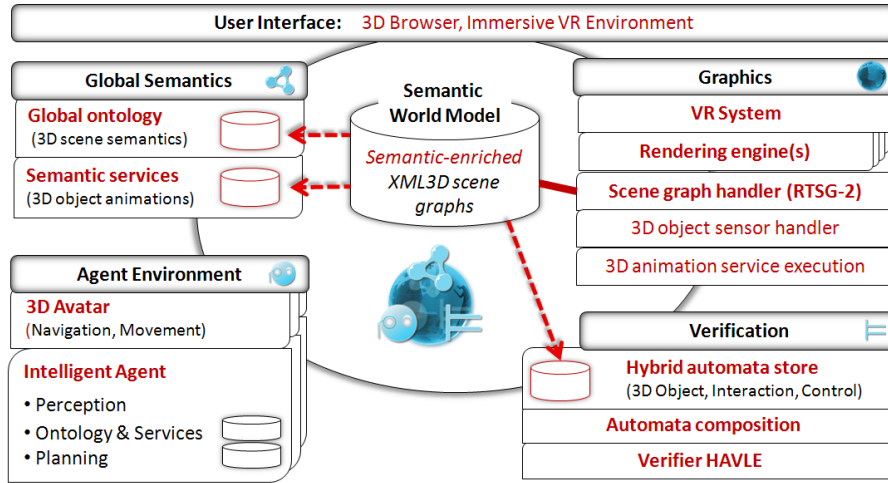 User Interface: 3D Browser, Immersive VR Environment
Global Semantics
Global ontology
(3D scene semantics)
Semantic services
(3D object animations)
Semantic
World Model
Semantic-enriched
XML3D scene
graphs
Graphics
VR System
Rendering engine(s)
Scene graph handler (RTSG-2)
3D object sensor handler
3D animation service execution
Agent Environment
3D Avatar
(Navigation, Movement)
Intelligent Agent
• Perception
• Ontology & Services
• Planning
Verification
Hybrid automata store
(3D Object, Interaction, Control)
Automata composition
Verifier HAVLE